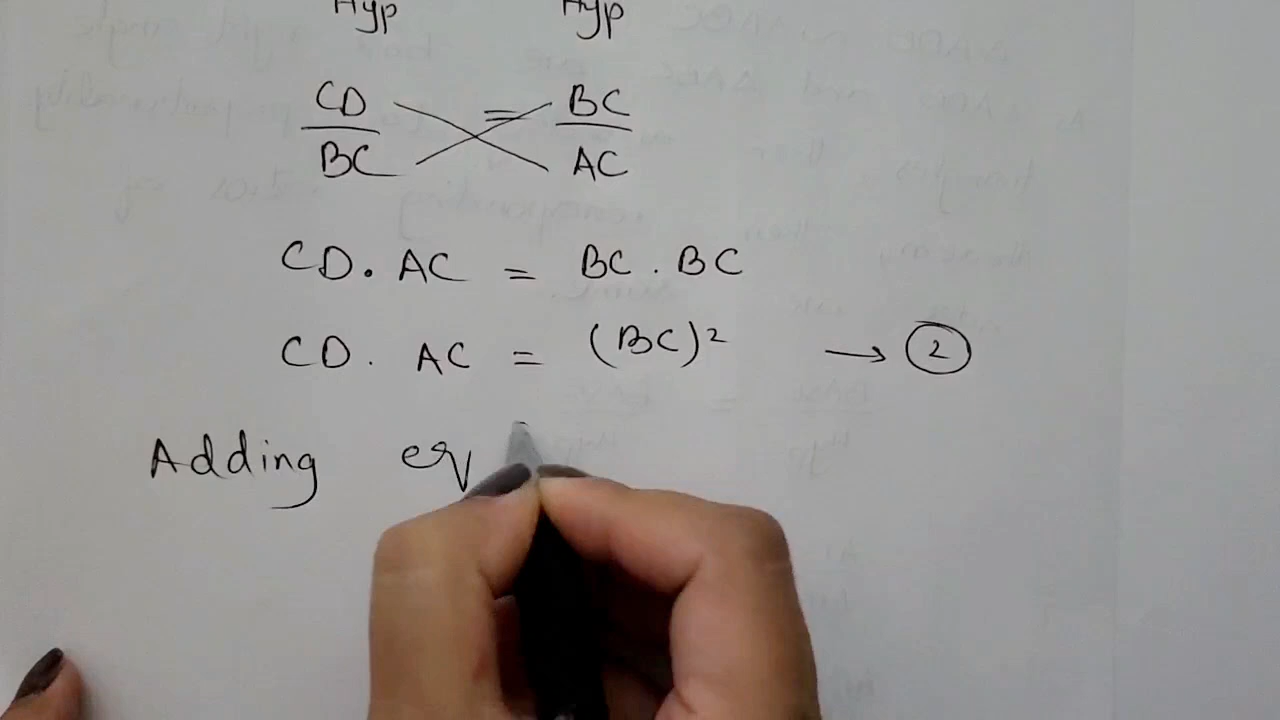 Hyp Hyp
CD = BC
BC AC
CD. AC = BC . BC
CD. AC = (BC)² → ②
Adding eq